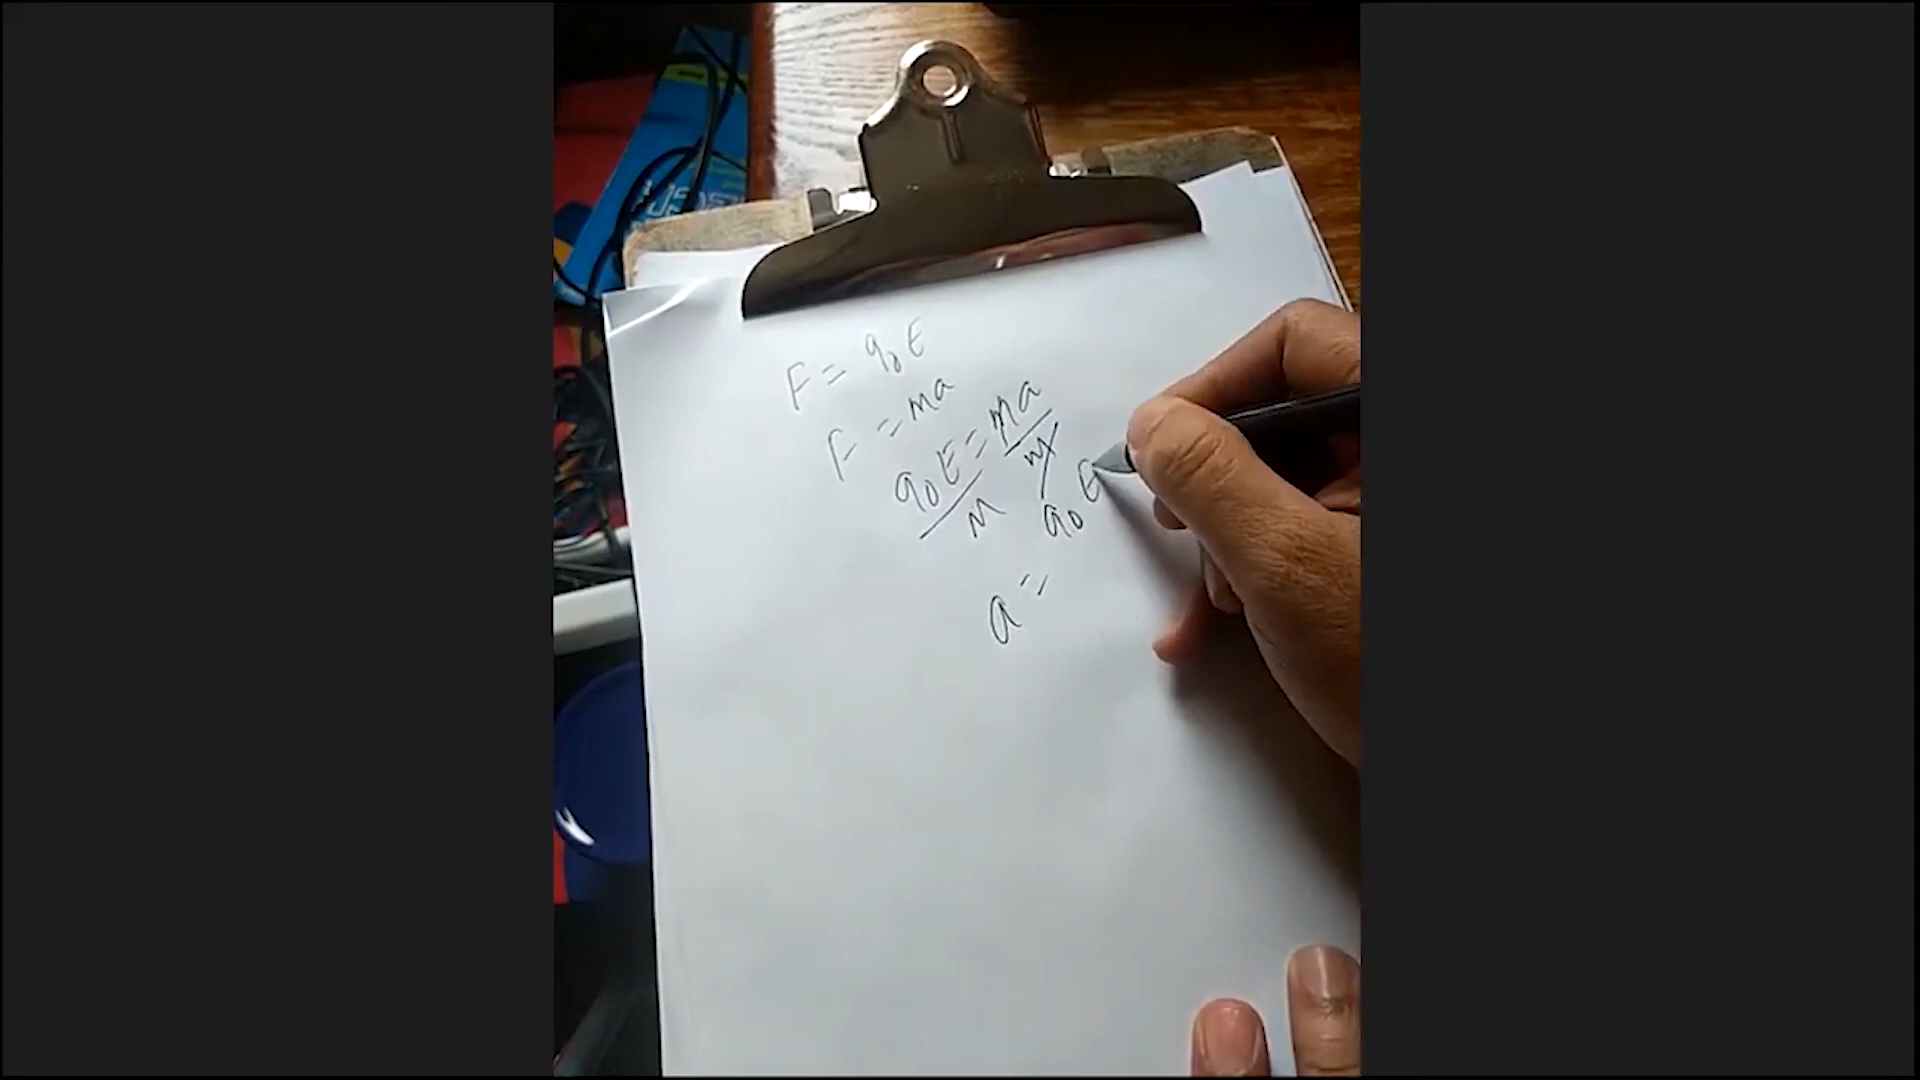 F = q₀E
F = ma
q₀E = ma
M m
q₀E
a =